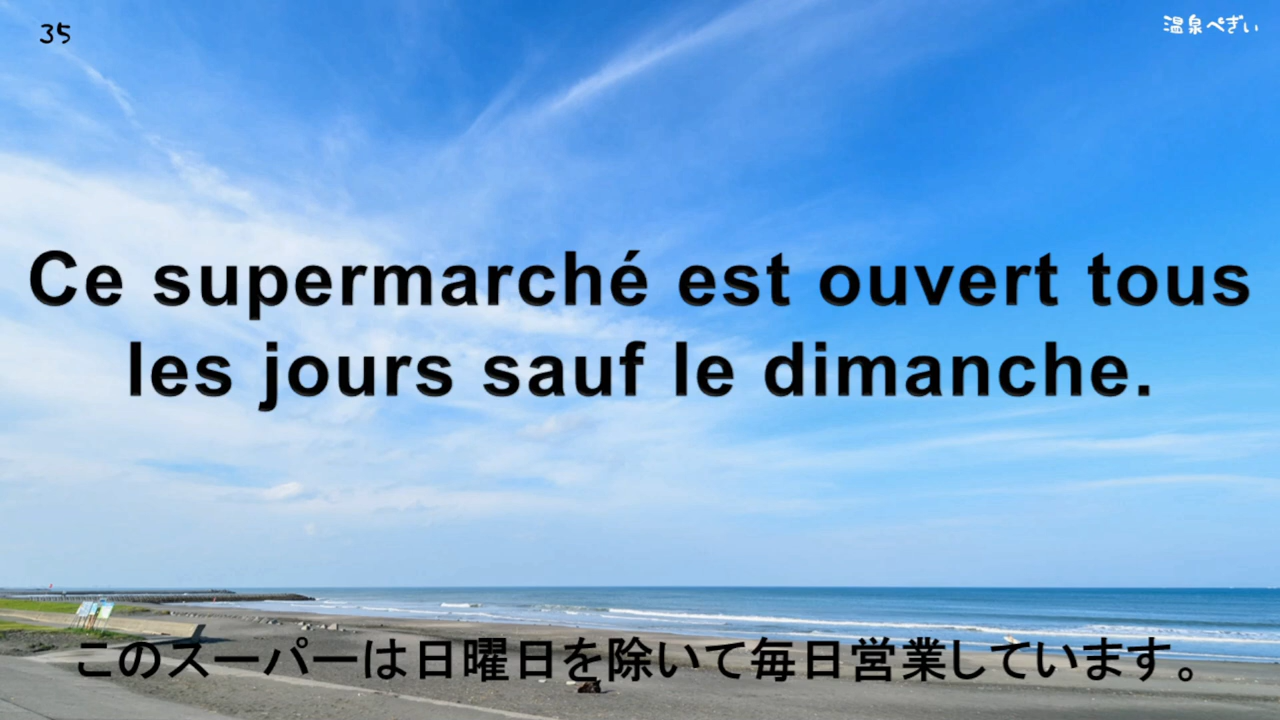 35
温泉ぺぎぃ
Ce supermarché est ouvert tous
les jours sauf le dimanche.
このスーパーは日曜日を除いて毎日営業しています。